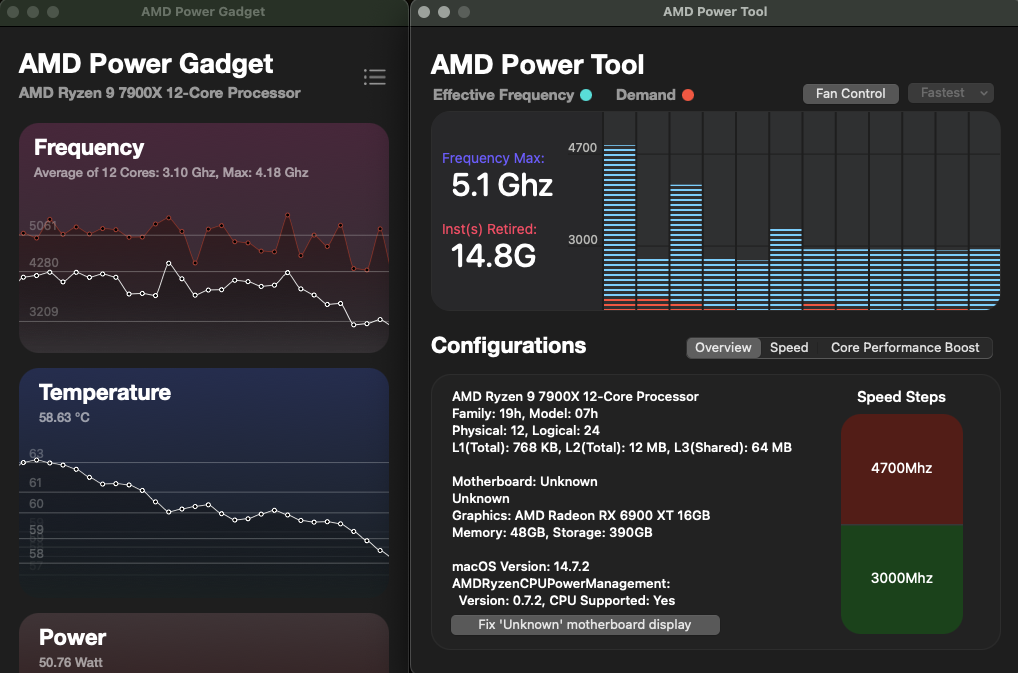 AMD Power Gadget
AMD Power Gadget
AMD Ryzen 9 7900X 12-Core Processor
Frequency
Average of 12 Cores: 3.10 Ghz, Max: 4.18 Ghz
5061
4280
3209
Temperature
58.63 °C
63
61
60
59
58
Power
50.76 Watt
AMD Power Tool
AMD Power Tool
Effective Frequency
Demand
Fan Control
Fastest
Frequency Max:
5.1 Ghz
Inst(s) Retired:
14.8G
4700
3000
Configurations
Overview
Speed
Core Performance Boost
AMD Ryzen 9 7900X 12-Core Processor
Family: 19h, Model: 07h
Physical: 12, Logical: 24
L1(Total): 768 KB, L2(Total): 12 MB, L3(Shared): 64 MB
Motherboard: Unknown
Unknown
Graphics: AMD Radeon RX 6900 XT 16GB
Memory: 48GB, Storage: 390GB
macOS Version: 14.7.2
AMDRyzenCPUPowerManagement:
Version: 0.7.2, CPU Supported: Yes
Fix 'Unknown' motherboard display
Speed Steps
4700Mhz
3000Mhz